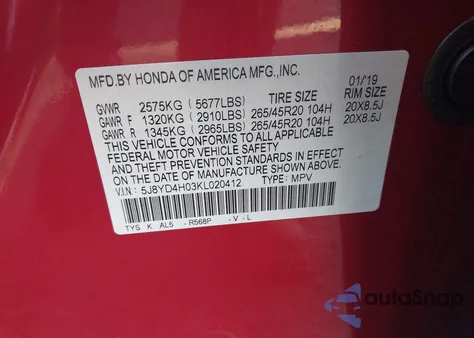 MFD.BY HONDA OF AMERICA MFG.,INC.
01/19
TIRE SIZE RIM SIZE
GVWR 2575KG (5677LBS)
GAWR F 1320KG (2910LBS) 265/45R20 104H 20X8.5J
GAWR R 1345KG (2965LBS) 265/45R20 104H 20X8.5J
THIS VEHICLE CONFORMS TO ALL APPLICABLE
FEDERAL MOTOR VEHICLE SAFETY
AND THEFT PREVENTION STANDARDS IN EFFECT
ON THE DATE OF MANUFACTURE SHOWN ABOVE.
V.I.N: 5J8YD4H03KL020412 TYPE: MPV
TYS K AL5 - R568P - V - L
autoSnap